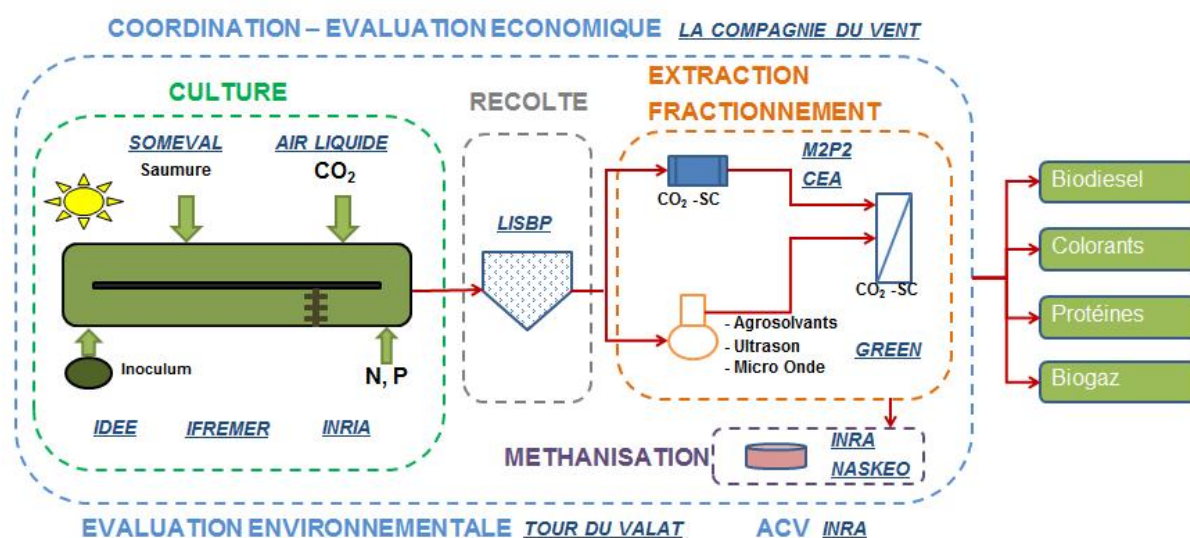 COORDINATION – EVALUATION ECONOMIQUE LA COMPAGNIE DU VENT
CULTURE
SOMEVAL
Saumure
AIR LIQUIDE
CO₂
Inoculum
N, P
IDEE IFREMER INRIA
RECOLTE
LISBP
EXTRACTION
FRACTIONNEMENT
M2P2
CEA
CO₂ -SC
CO₂ -SC
- Agrosolvants
- Ultrason
- Micro Onde
GREEN
METHANISATION
INRA
NASKEO
Biodiesel
Colorants
Protéines
Biogaz
EVALUATION ENVIRONNEMENTALE TOUR DU VALAT ACV INRA